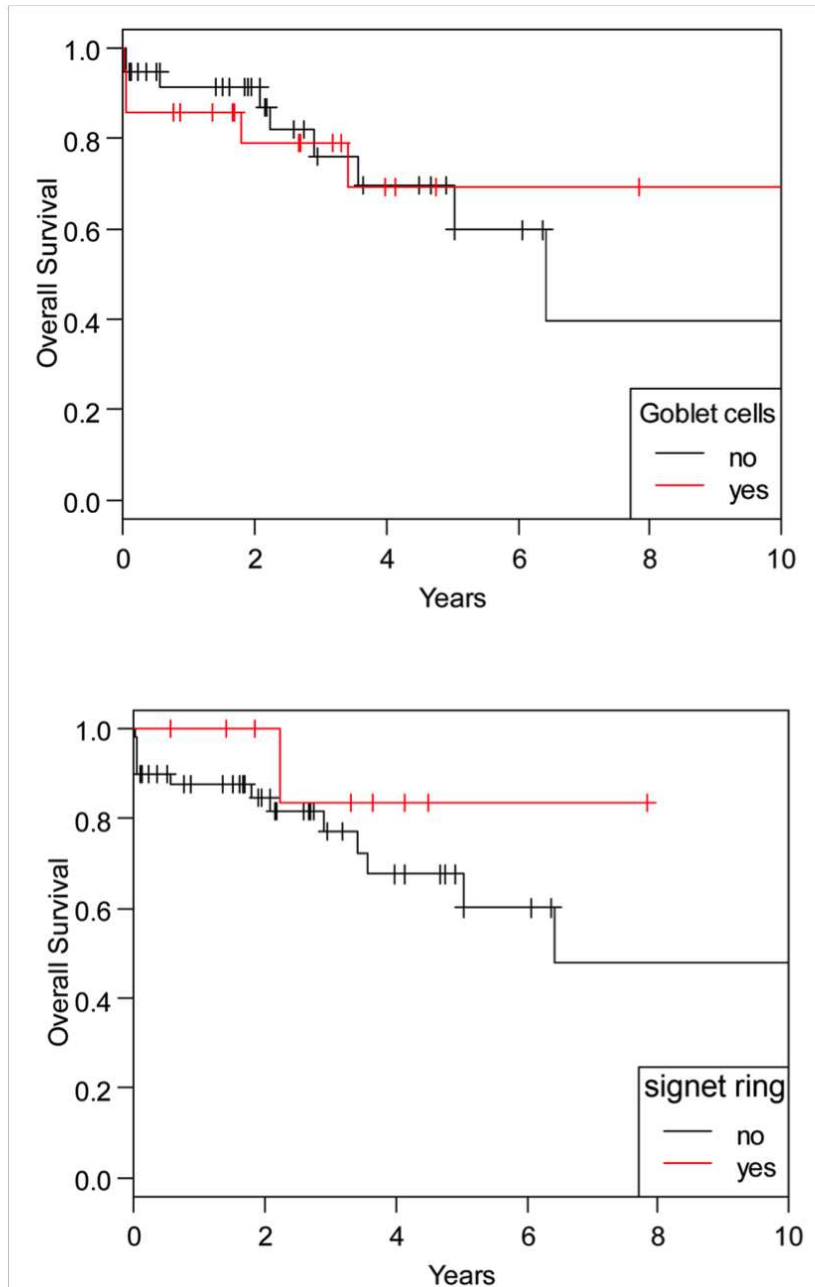 1.0
0.8
0.6
0.4
0.2
0.0
Overall Survival
Goblet cells
no
yes
0 2 4 6 8 10
Years
1.0
0.8
0.6
0.4
0.2
0.0
Overall Survival
signet ring
no
yes
0 2 4 6 8 10
Years